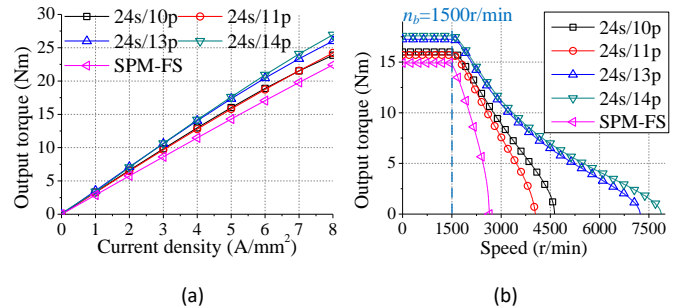 24s/10p 24s/11p
24s/13p 24s/14p
SPM-FS
Output torque (Nm)
30
25
20
15
10
5
0
0 1 2 3 4 5 6 7 8
Current density (A/mm²)
(a)
n_b=1500r/min
24s/10p
24s/11p
24s/13p
24s/14p
SPM-FS
Output torque (Nm)
15
10
5
0
0 1500 3000 4500 6000 7500
Speed (r/min)
(b)